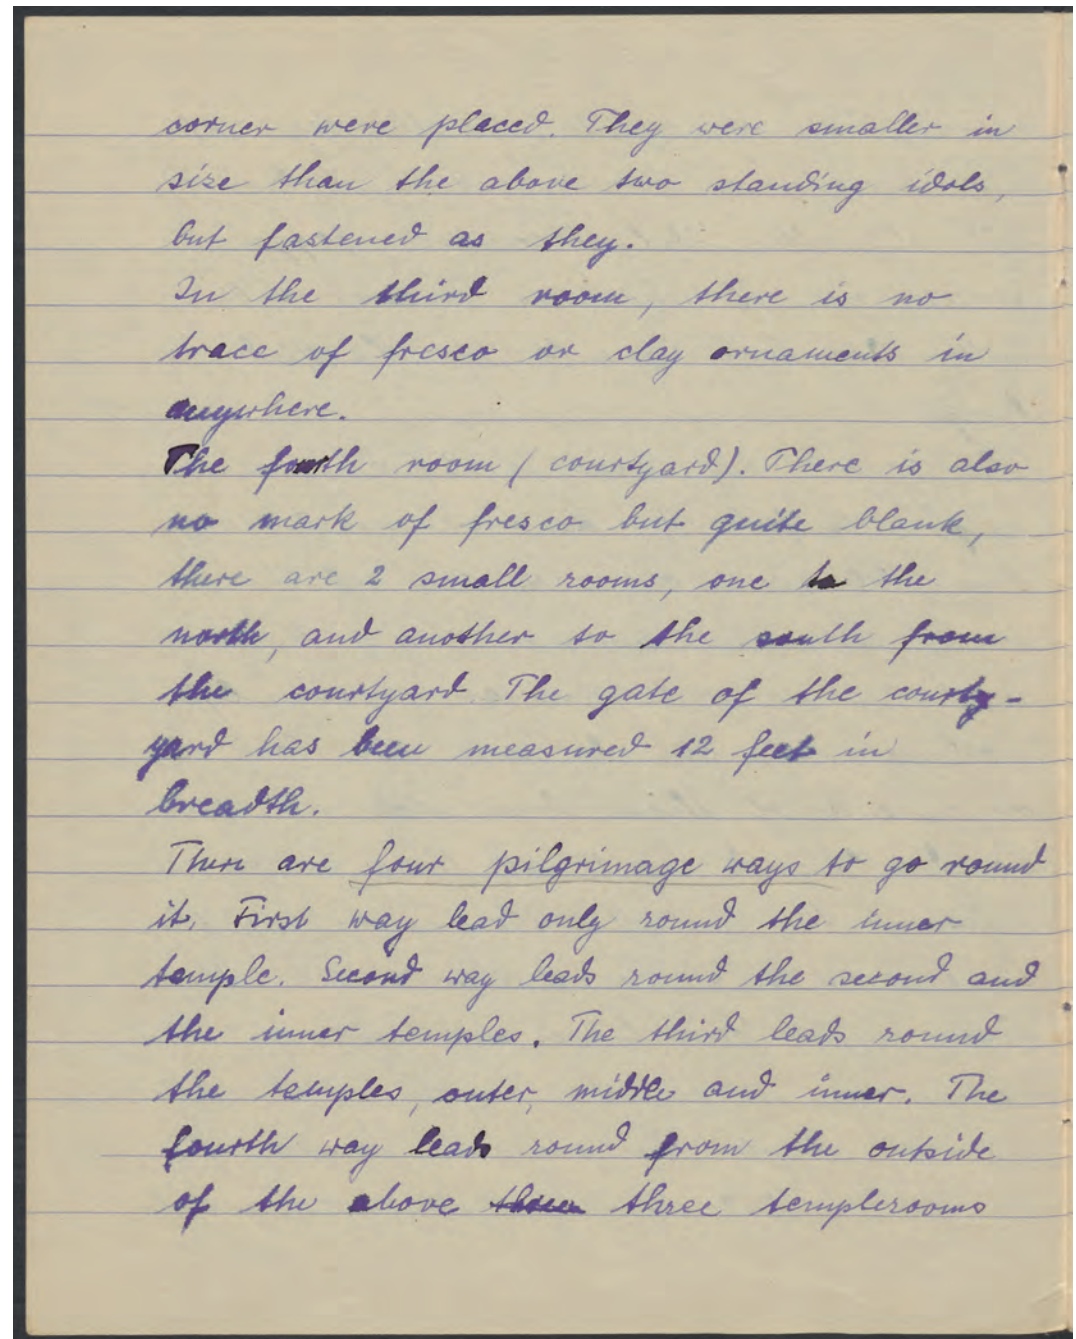 corner were placed. They were smaller in
size than the above two standing idols,
but fastened as they.
In the third room, there is no
trace of fresco or clay ornaments in
anywhere.
The fourth room (courtyard). There is also
no mark of fresco but quite blank,
there are 2 small rooms, one to the
north, and another to the south from
the courtyard. The gate of the courty-
yard has been measured 12 feet in
breadth.
There are four pilgrimage ways to go round
it. First way lead only round the inner
temple. Second way leads round the second and
the inner temples. The third leads round
the temples, outer, middle and inner. The
fourth way leads round from the outside
of the above three templerooms